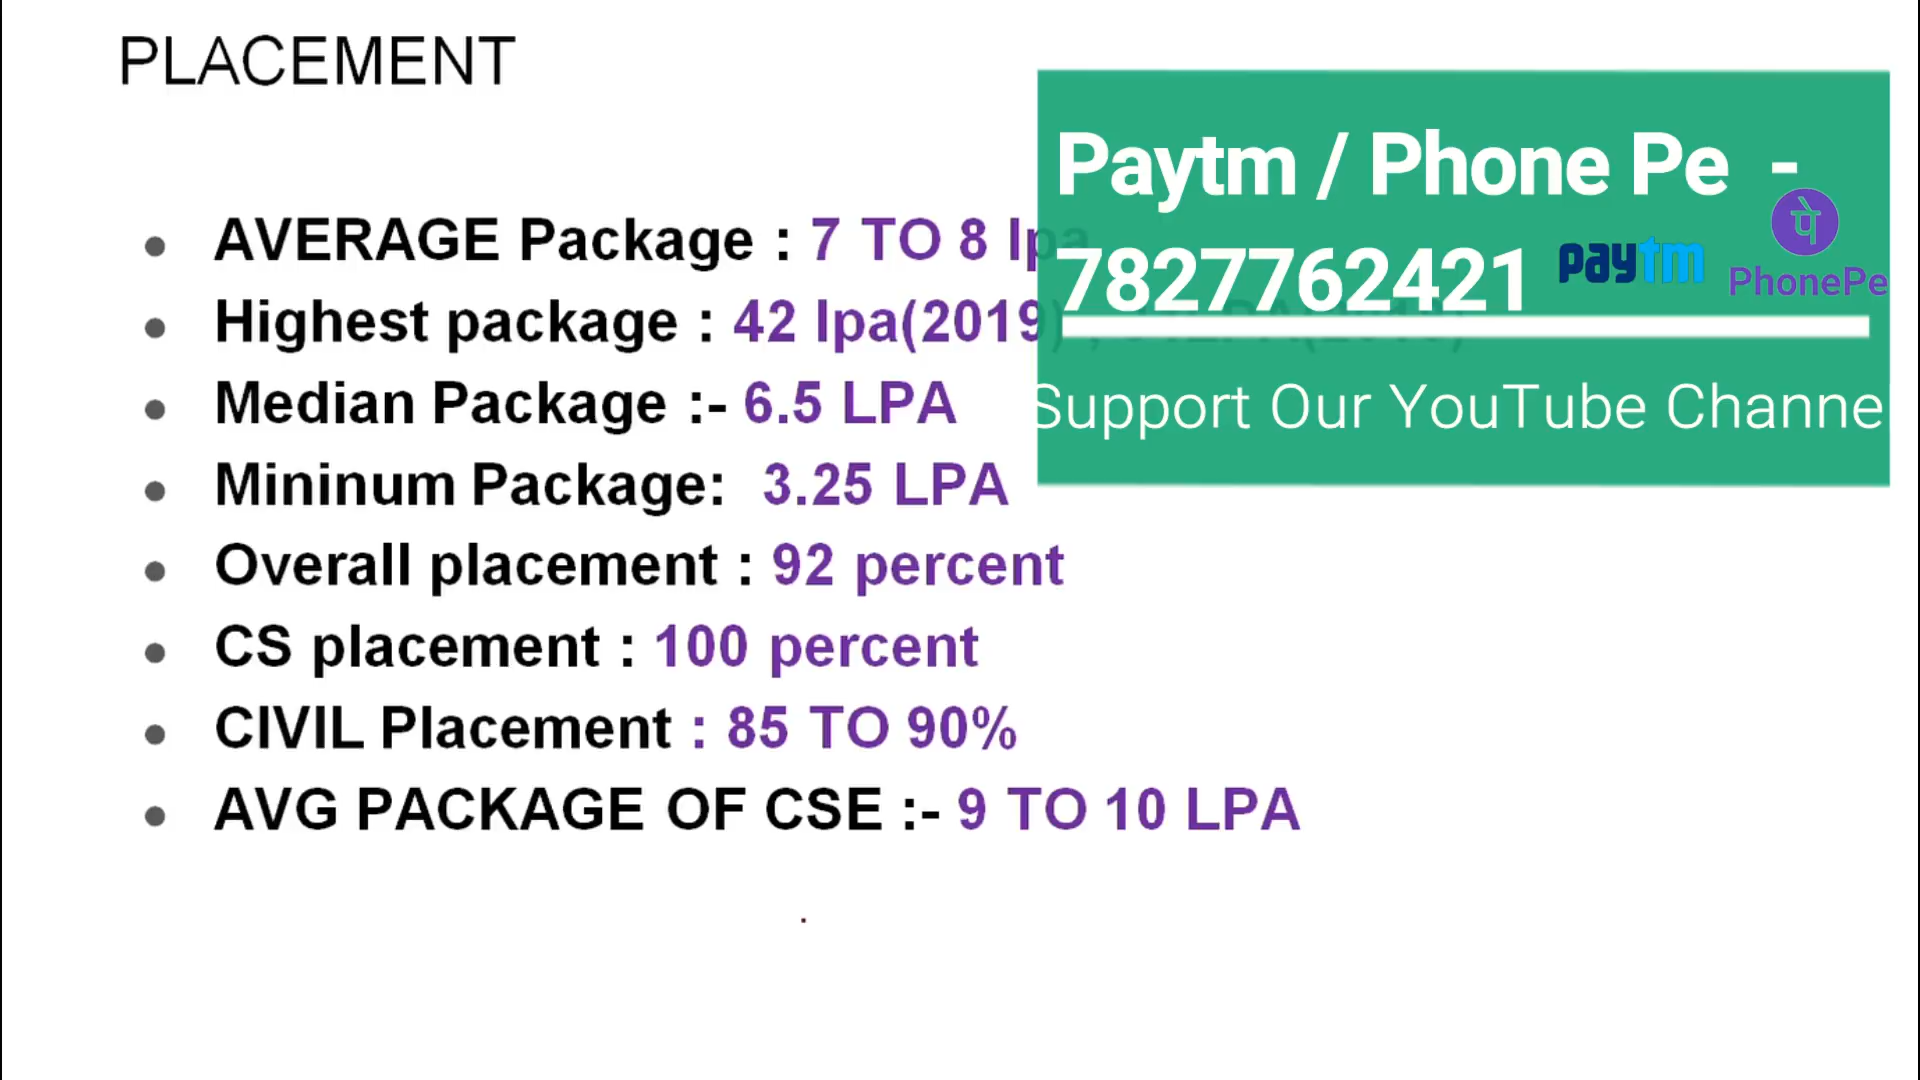 PLACEMENT
AVERAGE Package : 7 TO 8 lpa
Highest package : 42 lpa(2019)
Median Package :- 6.5 LPA
Mininum Package: 3.25 LPA
Overall placement : 92 percent
CS placement : 100 percent
CIVIL Placement : 85 TO 90%
AVG PACKAGE OF CSE :- 9 TO 10 LPA
Paytm / Phone Pe -
7827762421
paytm
पे
PhonePe
Support Our YouTube Channe